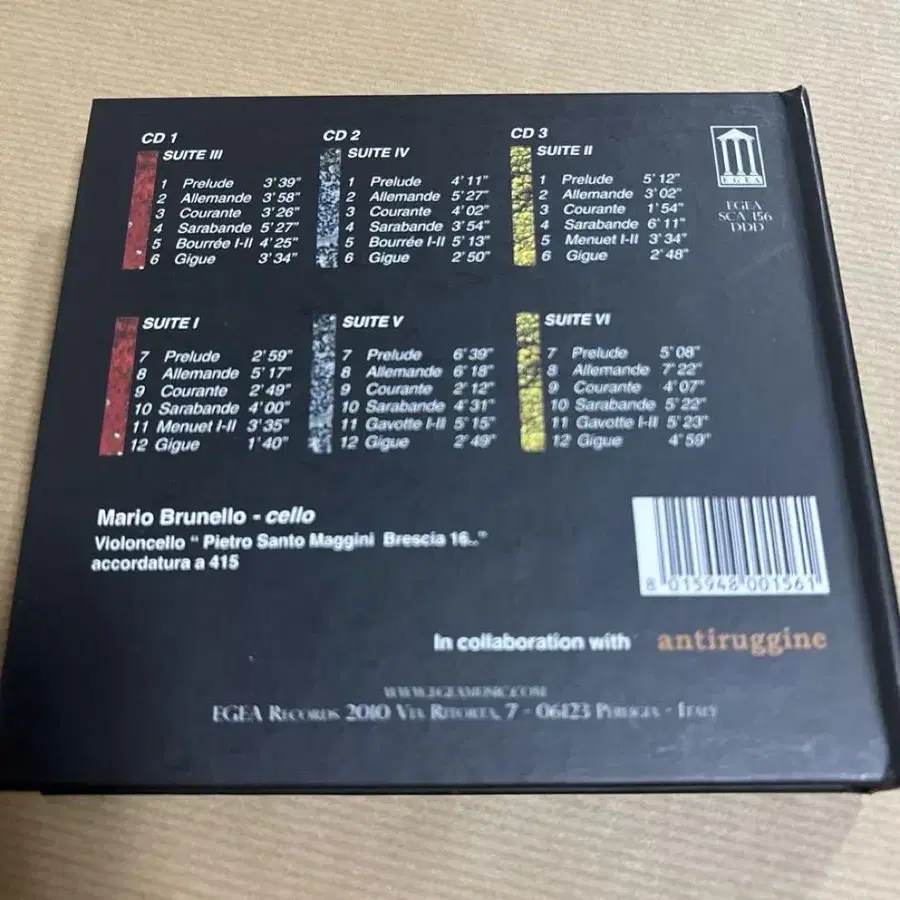 CD 1
SUITE III
1 Prelude 3'39"
2 Allemande 3'58"
3 Courante 3'26"
4 Sarabande 5'27"
5 Bourrée I-II 4'25"
6 Gigue 3'34"
SUITE I
7 Prelude 2'59"
8 Allemande 5'17"
9 Courante 2'49"
10 Sarabande 4'00"
11 Menuet I-II 3'35"
12 Gigue 1'40"
CD 2
SUITE IV
1 Prelude 4'11"
2 Allemande 5'27"
3 Courante 4'02"
4 Sarabande 3'54"
5 Bourrée I-II 5'13"
6 Gigue 2'50"
SUITE V
7 Prelude 6'39"
8 Allemande 6'18"
9 Courante 2'12"
10 Sarabande 4'31"
11 Gavotte I-II 5'15"
12 Gigue 2'49"
CD 3
SUITE II
1 Prelude 5'12"
2 Allemande 3'02"
3 Courante 1'54"
4 Sarabande 6'11"
5 Menuet I-II 3'34"
6 Gigue 2'48"
SUITE VI
7 Prelude 5'08"
8 Allemande 7'22"
9 Courante 4'07"
10 Sarabande 5'22"
11 Gavotte I-II 5'23"
12 Gigue 4'59"
EGEA
EGEA
SCA 156
DDD
Mario Brunello - cello
Violoncello " Pietro Santo Maggini Brescia 16.."
accordatura a 415
8 015948 001561
In collaboration with antiruggine
WWW.EGEAMUSIC.COM
EGEA RECORDS 2010 VIA RITORTA, 7 - 06123 PERUGIA - ITALY